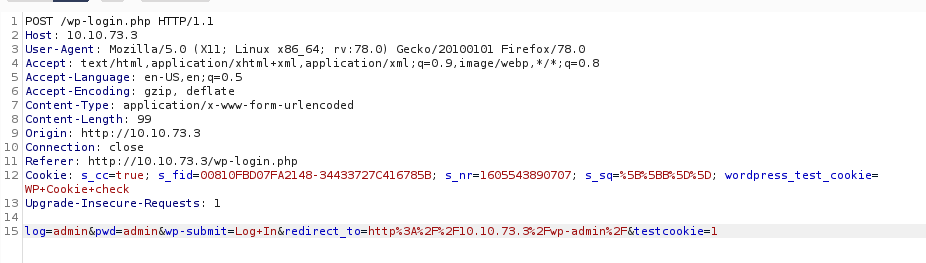 1 POST /wp-login.php HTTP/1.1
2 Host: 10.10.73.3
3 User-Agent: Mozilla/5.0 (X11; Linux x86_64; rv:78.0) Gecko/20100101 Firefox/78.0
4 Accept: text/html,application/xhtml+xml,application/xml;q=0.9,image/webp,*/*;q=0.8
5 Accept-Language: en-US,en;q=0.5
6 Accept-Encoding: gzip, deflate
7 Content-Type: application/x-www-form-urlencoded
8 Content-Length: 99
9 Origin: http://10.10.73.3
10 Connection: close
11 Referer: http://10.10.73.3/wp-login.php
12 Cookie: s_cc=true; s_fid=00810FBD07FA2148-34433727C416785B; s_nr=1605543890707; s_sq=%5B%5BB%5D%5D; wordpress_test_cookie=
WP+Cookie+check
13 Upgrade-Insecure-Requests: 1
14
15 log=admin&pwd=admin&wp-submit=Log+In&redirect_to=http%3A%2F%2F10.10.73.3%2Fwp-admin%2F&testcookie=1